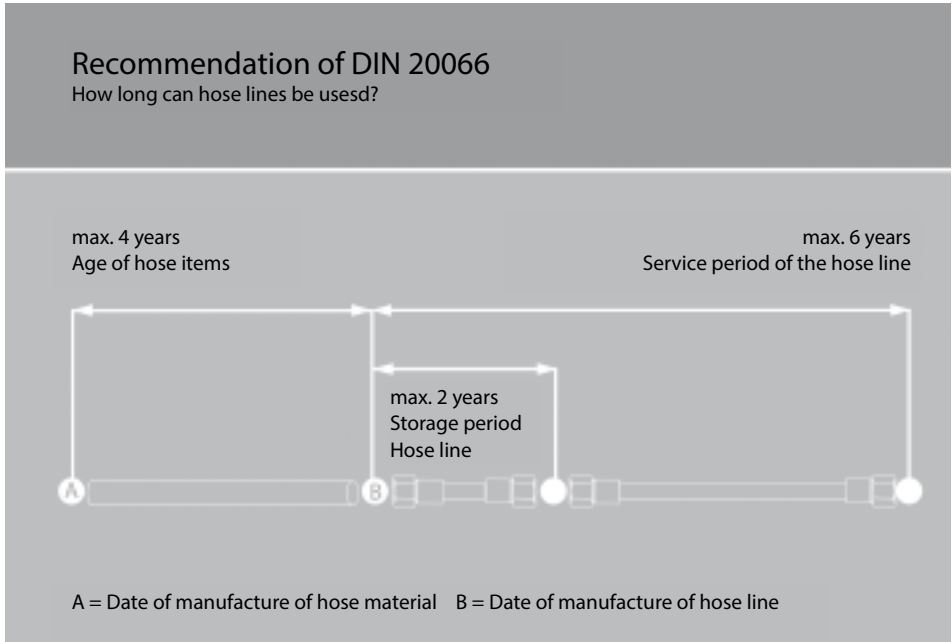 Recommendation of DIN 20066
How long can hose lines be usesd?
max. 4 years
Age of hose items
max. 6 years
Service period of the hose line
max. 2 years
Storage period
Hose line
A
B
A = Date of manufacture of hose material B = Date of manufacture of hose line